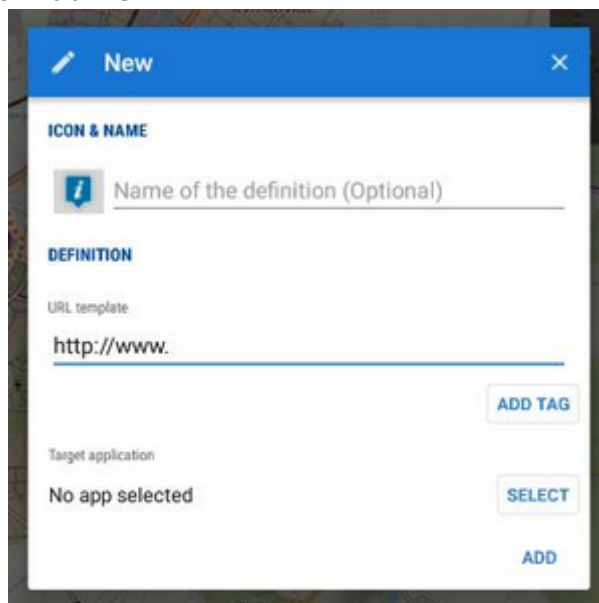 New
ICON & NAME
Name of the definition (Optional)
DEFINITION
URL template
http://www.
ADD TAG
Target application
No app selected
SELECT
ADD